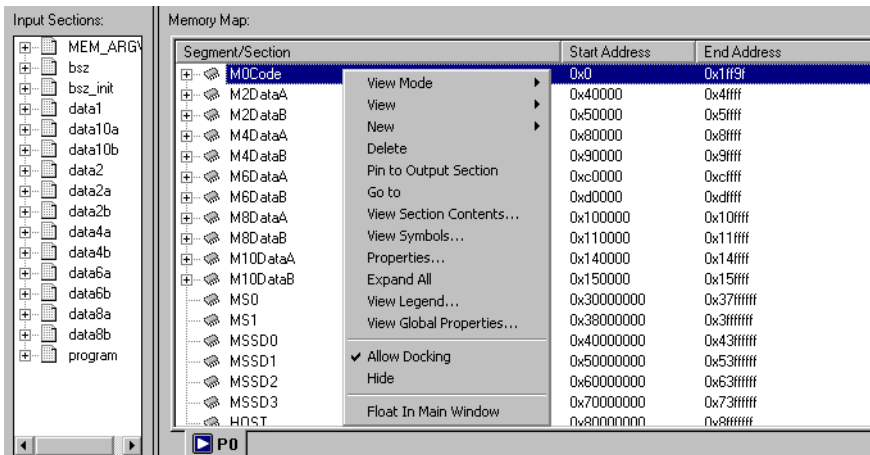 Input Sections:
MEM_ARGV
bsz
bsz_init
data1
data10a
data10b
data2
data2a
data2b
data4a
data4b
data6a
data6b
data8a
data8b
program
Memory Map:
Segment/Section Start Address End Address
M0Code 0x0 0x1ff9f
M2DataA 0x40000 0x4ffff
M2DataB 0x50000 0x5ffff
M4DataA 0x80000 0x8ffff
M4DataB 0x90000 0x9ffff
M6DataA 0xc0000 0xcffff
M6DataB 0xd0000 0xdffff
M8DataA 0x100000 0x10ffff
M8DataB 0x110000 0x11ffff
M10DataA 0x140000 0x14ffff
M10DataB 0x150000 0x15ffff
MS0 0x30000000 0x37ffffff
MS1 0x38000000 0x3fffffff
MSSD0 0x40000000 0x43ffffff
MSSD1 0x50000000 0x53ffffff
MSSD2 0x60000000 0x63ffffff
MSSD3 0x70000000 0x73ffffff
HOST 0x80000000 0x8fffffff
View Mode
View
New
Delete
Pin to Output Section
Go to
View Section Contents...
View Symbols...
Properties...
Expand All
View Legend...
View Global Properties...
Allow Docking
Hide
Float In Main Window
P0